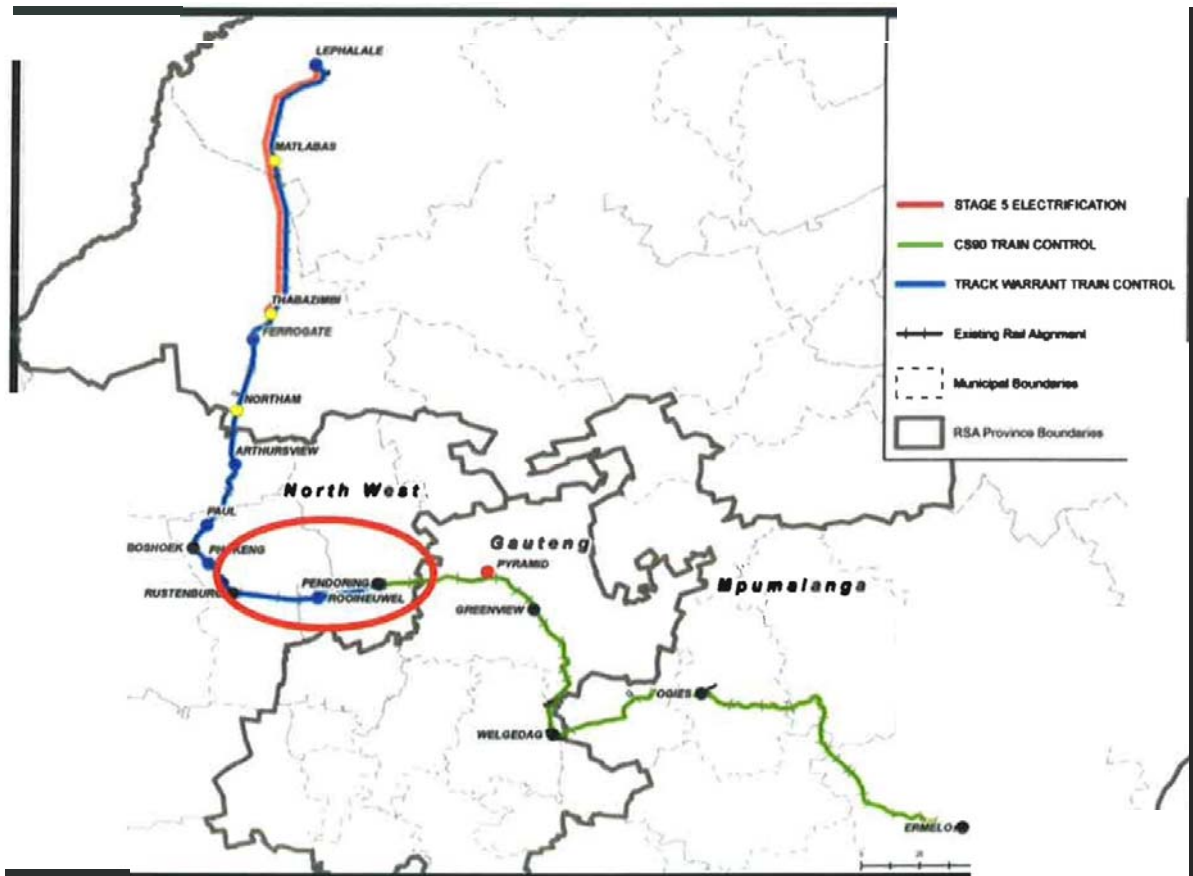 LEPHALALE
MATLABAS
STAGE 5 ELECTRIFICATION
CS90 TRAIN CONTROL
TRACK WARRANT TRAIN CONTROL
THABAZIMBI
FERROGATE
Existing Rail Alignment
Municipal Boundaries
NORTHAM
RSA Province Boundaries
ARTHURSVIEW
North West
PAUL
Gauteng
BOSHOEK
PYRAMID
PENDORING
Mpumalanga
RUSTENBURG
ROOIHEUWEL
GREENVIEW
OGIES
WELGEDAG
ERMELO